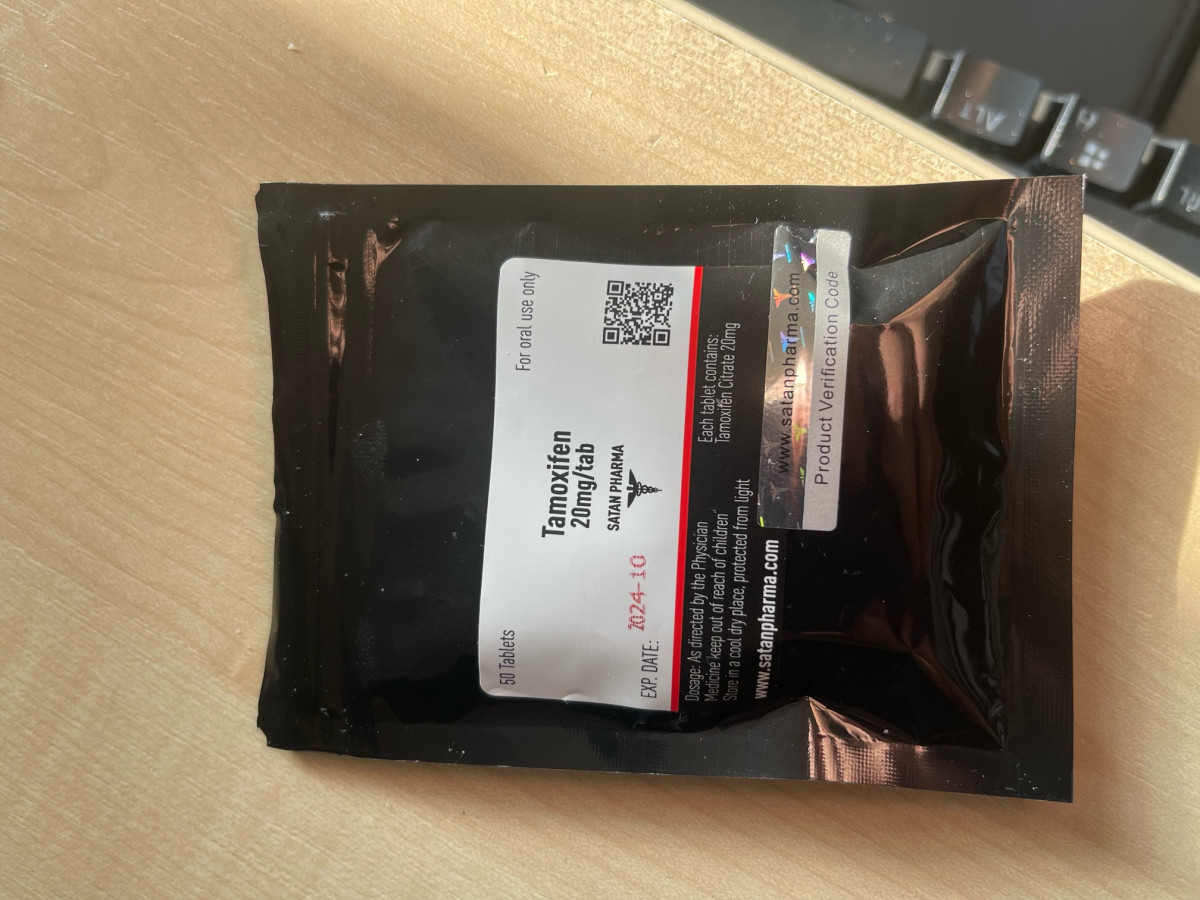 50 Tablets
For oral use only
Tamoxifen
20mg/tab
SATAN PHARMA
EXP. DATE: 2024-10
Dosage: As directed by the Physician
Medicine keep out of reach of children
Store in a cool dry place, protected from light
Each tablet contains:
Tamoxifen Citrate 20mg
www.satanpharma.com
www.satanpharma.com
Product Verification Code
ALT